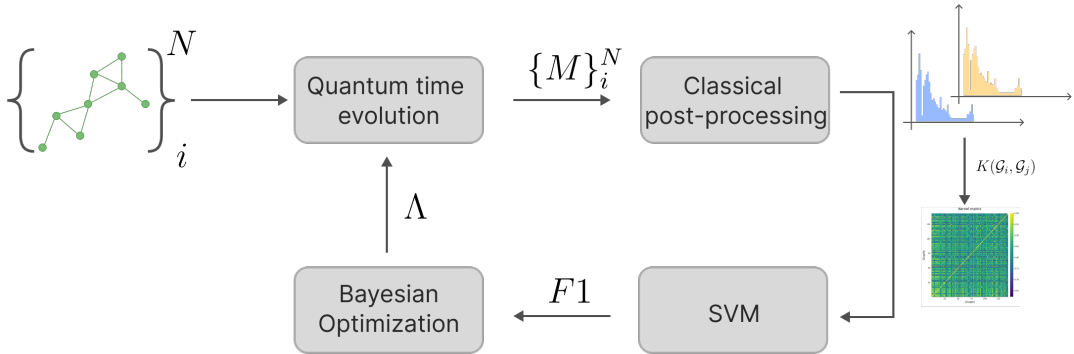 N
i
Quantum time
evolution
{M}_i^N
Classical
post-processing
K(𝒢_i, 𝒢_j)
Λ
Bayesian
Optimization
F1
SVM